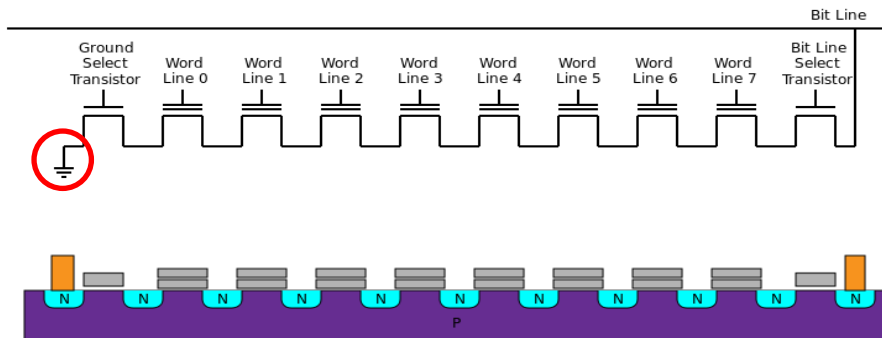 Bit Line
Ground
Select
Transistor
Word
Line 0
Word
Line 1
Word
Line 2
Word
Line 3
Word
Line 4
Word
Line 5
Word
Line 6
Word
Line 7
Bit Line
Select
Transistor
N N N N N N N N N N N
P